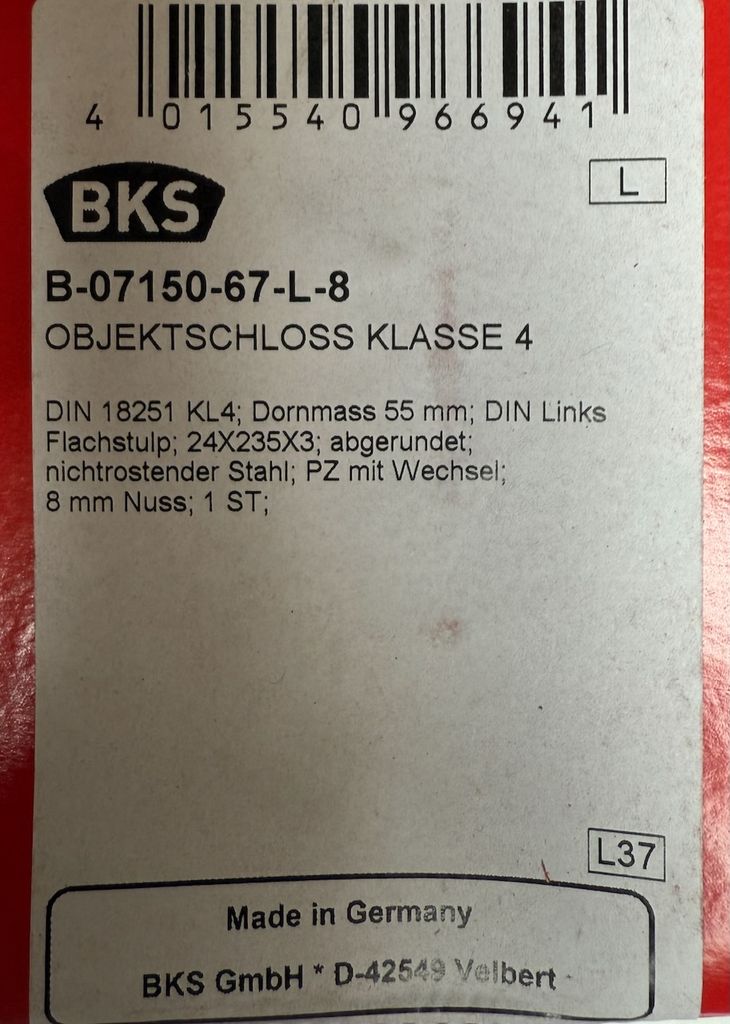 4 015540 966941
BKS
L
B-07150-67-L-8
OBJEKTSCHLOSS KLASSE 4
DIN 18251 KL4; Dornmass 55 mm; DIN Links
Flachstulp; 24X235X3; abgerundet;
nichtrostender Stahl; PZ mit Wechsel;
8 mm Nuss; 1 ST;
L37
Made in Germany
BKS GmbH * D-42549 Velbert